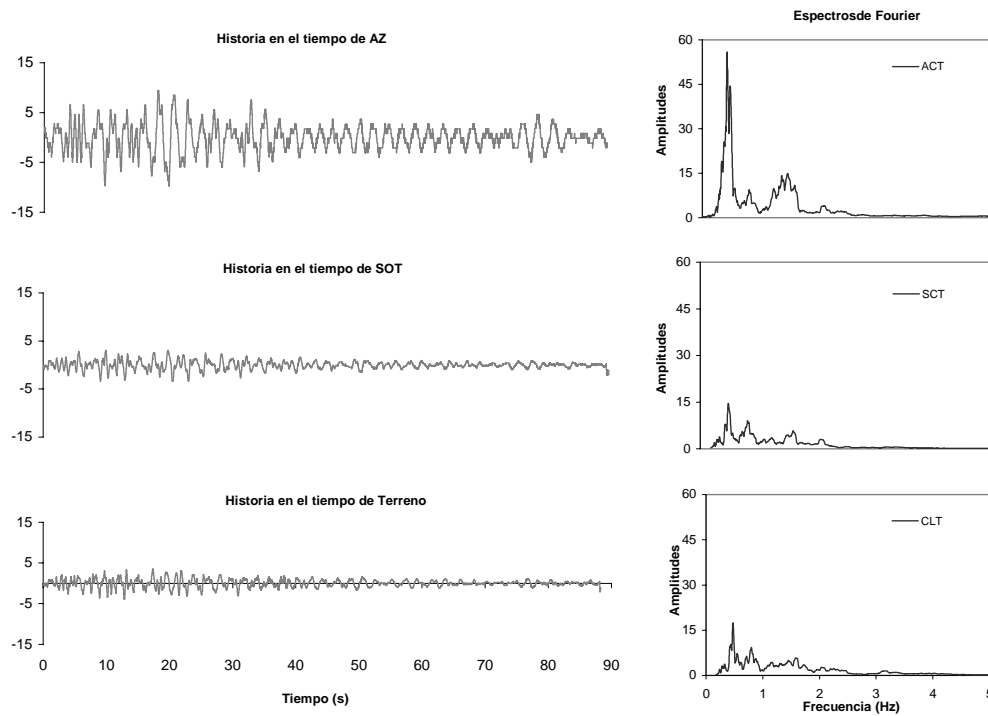 Espectrosde Fourier
Historia en el tiempo de AZ
15
5
-5
-15
60
45
30
15
0
Amplitudes
ACT
Historia en el tiempo de SOT
15
5
-5
-15
60
45
30
15
0
Amplitudes
SCT
Historia en el tiempo de Terreno
15
5
-5
-15
0 10 20 30 40 50 60 70 80 90
Tiempo (s)
60
45
30
15
0
Amplitudes
CLT
0 1 2 3 4 5
Frecuencia (Hz)